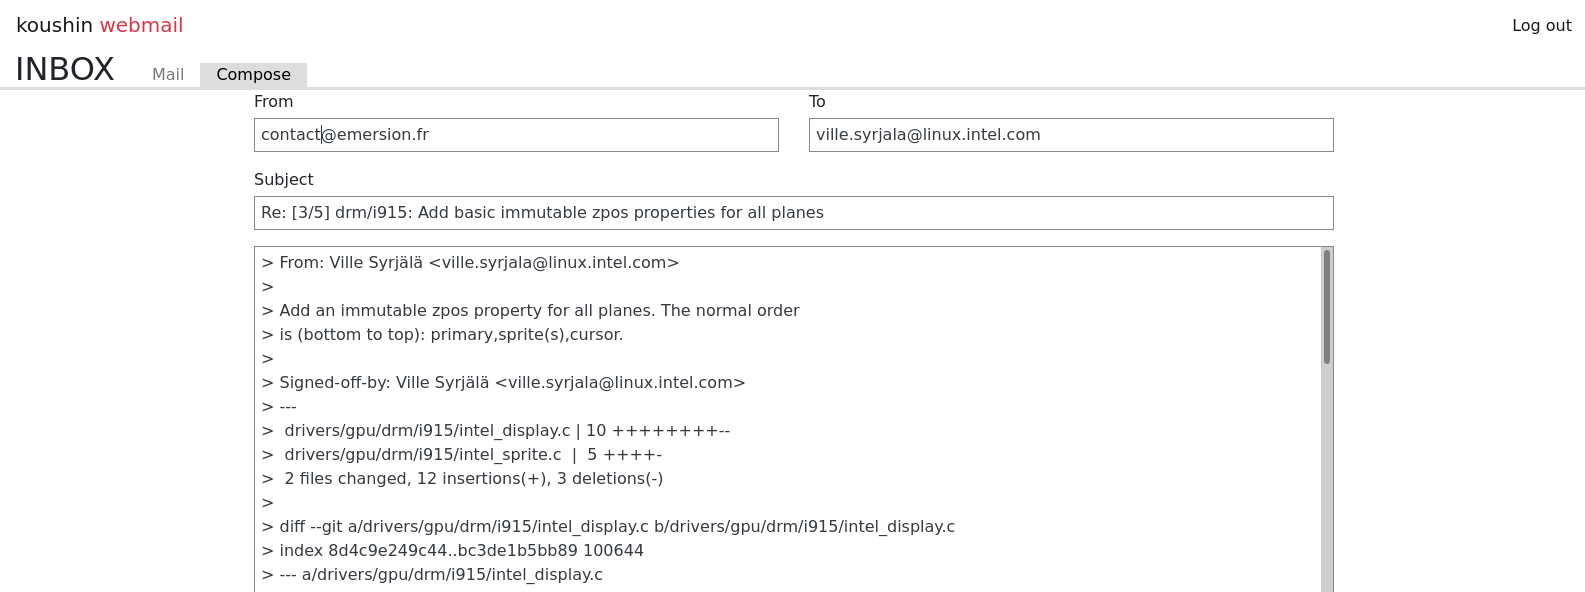 koushin webmail
Log out
INBOX Mail Compose
From To
contact@emersion.fr ville.syrjala@linux.intel.com
Subject
Re: [3/5] drm/i915: Add basic immutable zpos properties for all planes
> From: Ville Syrjälä <ville.syrjala@linux.intel.com>
>
> Add an immutable zpos property for all planes. The normal order
> is (bottom to top): primary,sprite(s),cursor.
>
> Signed-off-by: Ville Syrjälä <ville.syrjala@linux.intel.com>
> ---
>  drivers/gpu/drm/i915/intel_display.c | 10 ++++++++--
>  drivers/gpu/drm/i915/intel_sprite.c  |  5 ++++-
>  2 files changed, 12 insertions(+), 3 deletions(-)
>
> diff --git a/drivers/gpu/drm/i915/intel_display.c b/drivers/gpu/drm/i915/intel_display.c
> index 8d4c9e249c44..bc3de1b5bb89 100644
> --- a/drivers/gpu/drm/i915/intel_display.c